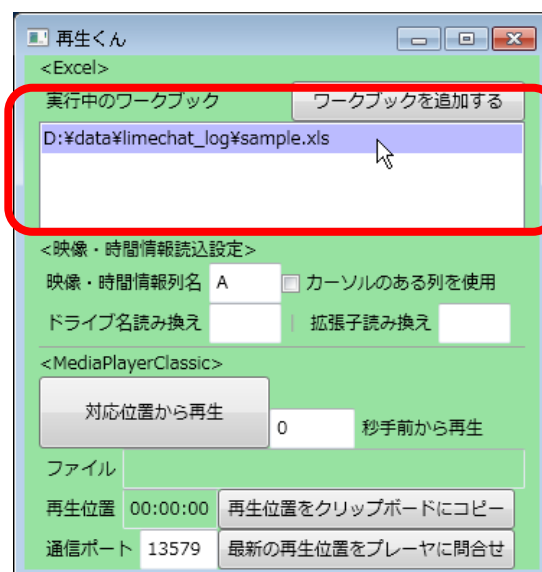 再生くん
<Excel>
実行中のワークブック ワークブックを追加する
D:¥data¥limechat_log¥sample.xls
<映像・時間情報読込設定>
映像・時間情報列名 A カーソルのある列を使用
ドライブ名読み換え | 拡張子読み換え
<MediaPlayerClassic>
対応位置から再生 0 秒手前から再生
ファイル
再生位置 00:00:00 再生位置をクリップボードにコピー
通信ポート 13579 最新の再生位置をプレーヤに問合せ